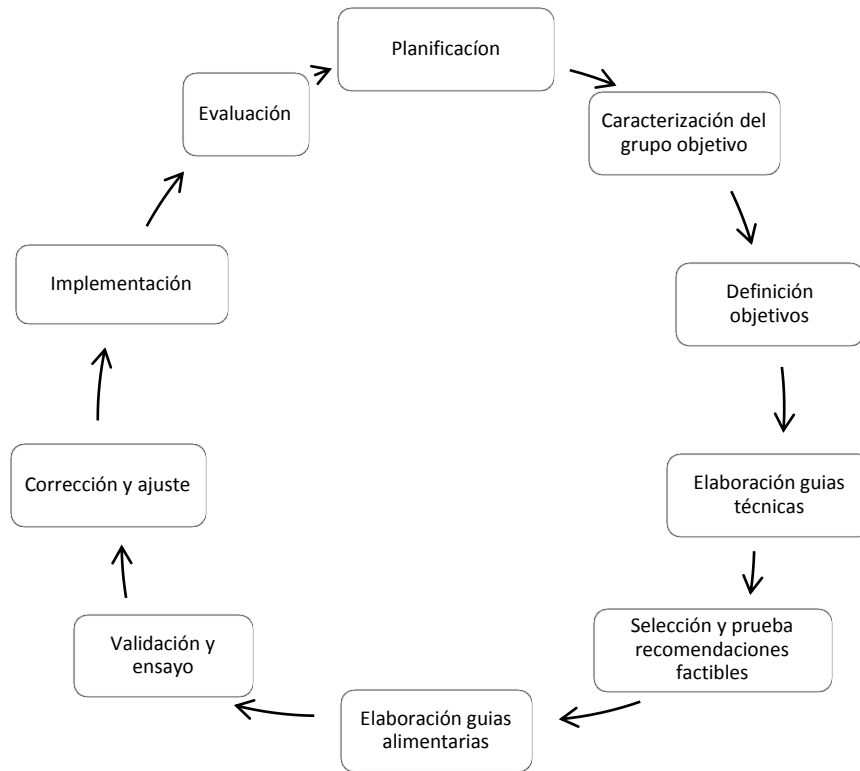 Planificacíon
Caracterización del
grupo objetivo
Definición
objetivos
Elaboración guias
técnicas
Selección y prueba
recomendaciones
factibles
Elaboración guias
alimentarias
Validación y
ensayo
Corrección y ajuste
Implementación
Evaluación